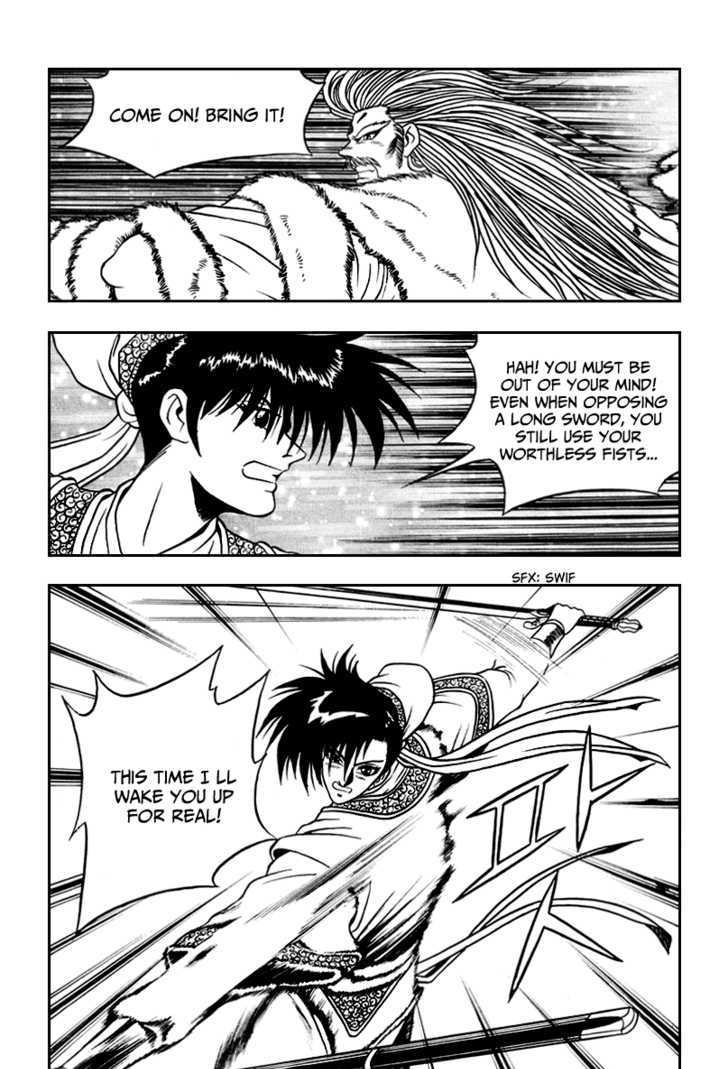 COME ON! BRING IT!
HAH! YOU MUST BE
OUT OF YOUR MIND!
EVEN WHEN OPPOSING
A LONG SWORD, YOU
STILL USE YOUR
WORTHLESS FISTS...
SFX: SWIF
THIS TIME I LL
WAKE YOU UP
FOR REAL!